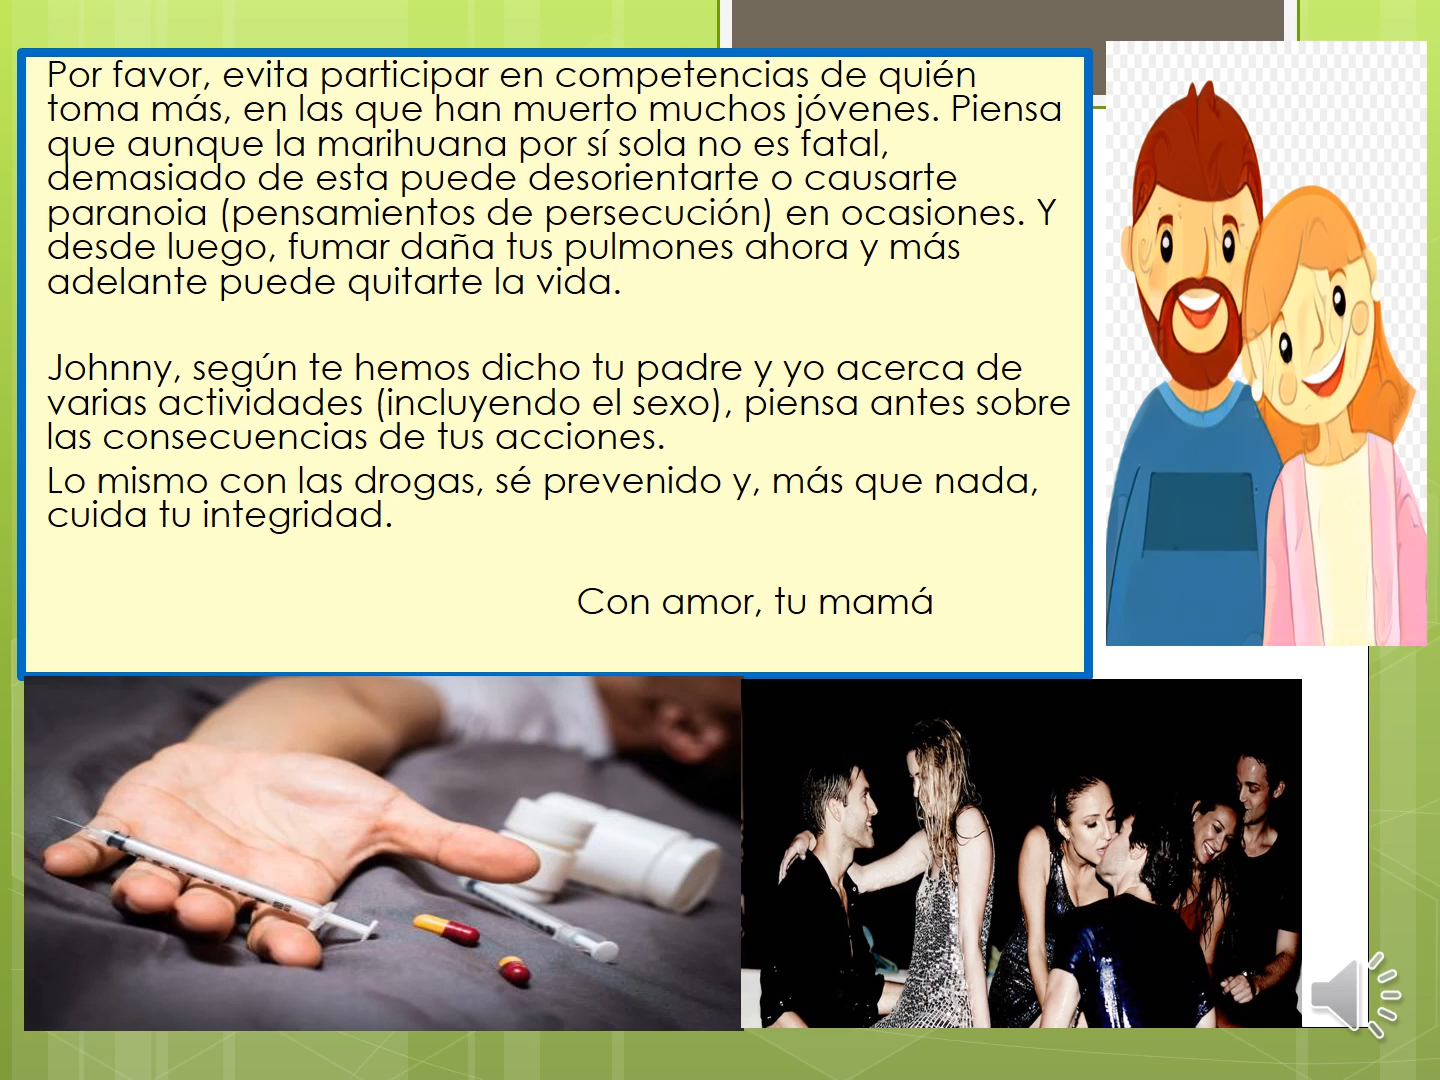 Por favor, evita participar en competencias de quién
toma más, en las que han muerto muchos jóvenes. Piensa
que aunque la marihuana por sí sola no es fatal,
demasiado de esta puede desorientarte o causarte
paranoia (pensamientos de persecución) en ocasiones. Y
desde luego, fumar daña tus pulmones ahora y más
adelante puede quitarte la vida.
Johnny, según te hemos dicho tu padre y yo acerca de
varias actividades (incluyendo el sexo), piensa antes sobre
las consecuencias de tus acciones.
Lo mismo con las drogas, sé prevenido y, más que nada,
cuida tu integridad.
Con amor, tu mamá